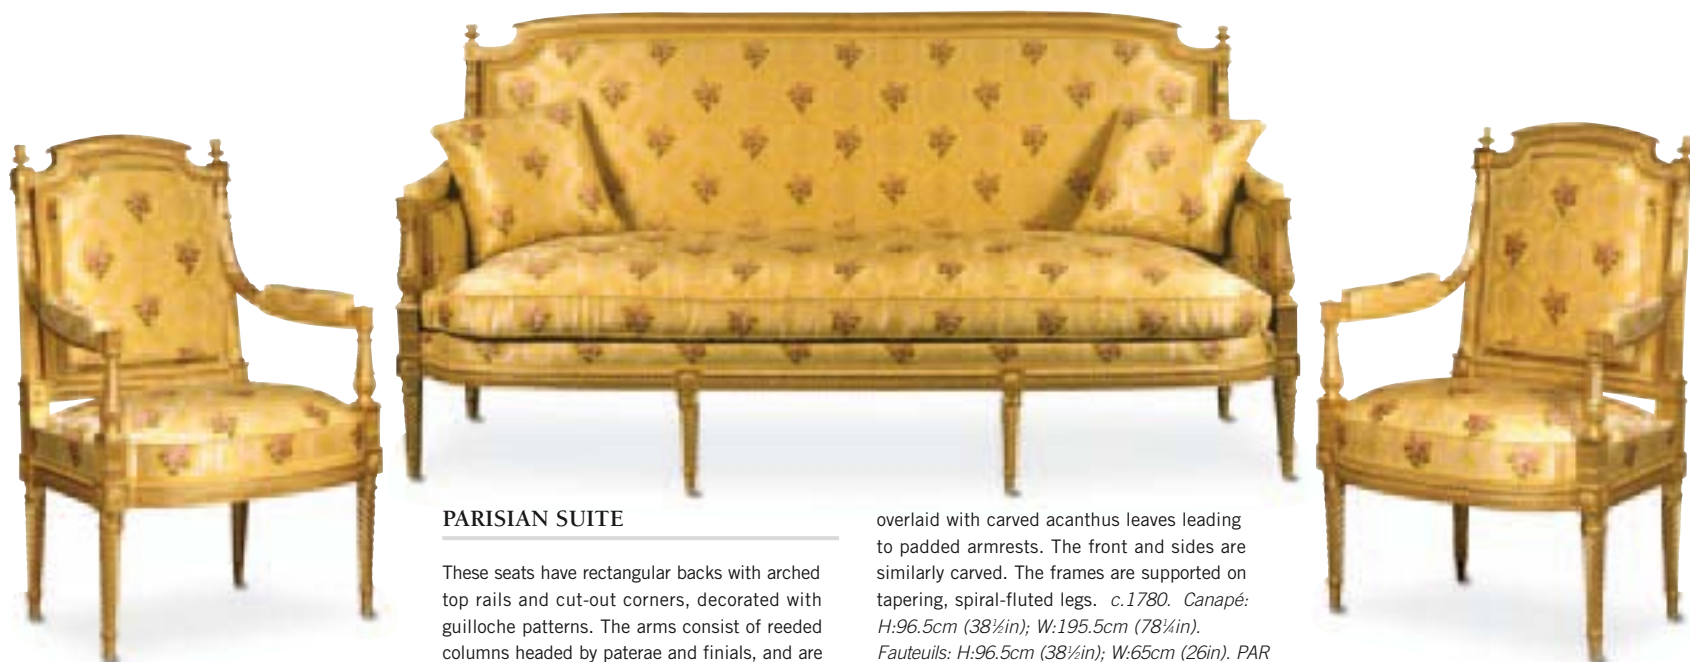 PARISIAN SUITE
These seats have rectangular backs with arched
top rails and cut-out corners, decorated with
guilloche patterns. The arms consist of reeded
columns headed by paterae and finials, and are
overlaid with carved acanthus leaves leading
to padded armrests. The front and sides are
similarly carved. The frames are supported on
tapering, spiral-fluted legs. c.1780. Canapé:
H:96.5cm (38½in); W:195.5cm (78¼in).
Fauteuils: H:96.5cm (38½in); W:65cm (26in). PAR